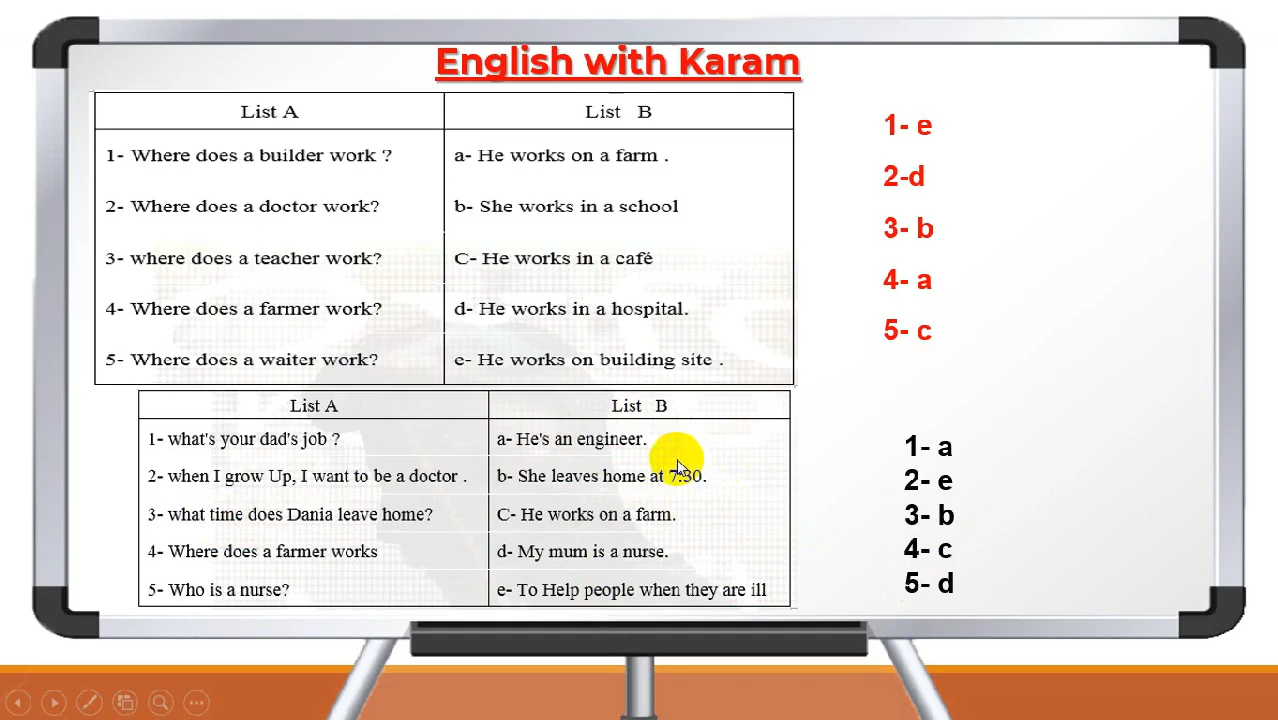 English with Karam
List A
List B
1- Where does a builder work ?
a- He works on a farm .
2- Where does a doctor work?
b- She works in a school
3- where does a teacher work?
C- He works in a café
4- Where does a farmer work?
d- He works in a hospital.
5- Where does a waiter work?
e- He works on building site .
1- e
2-d
3- b
4- a
5- c
List A
List B
1- what's your dad's job ?
a- He's an engineer.
2- when I grow Up, I want to be a doctor .
b- She leaves home at 7:30.
3- what time does Dania leave home?
C- He works on a farm.
4- Where does a farmer works
d- My mum is a nurse.
5- Who is a nurse?
e- To Help people when they are ill
1- a
2- e
3- b
4- c
5- d